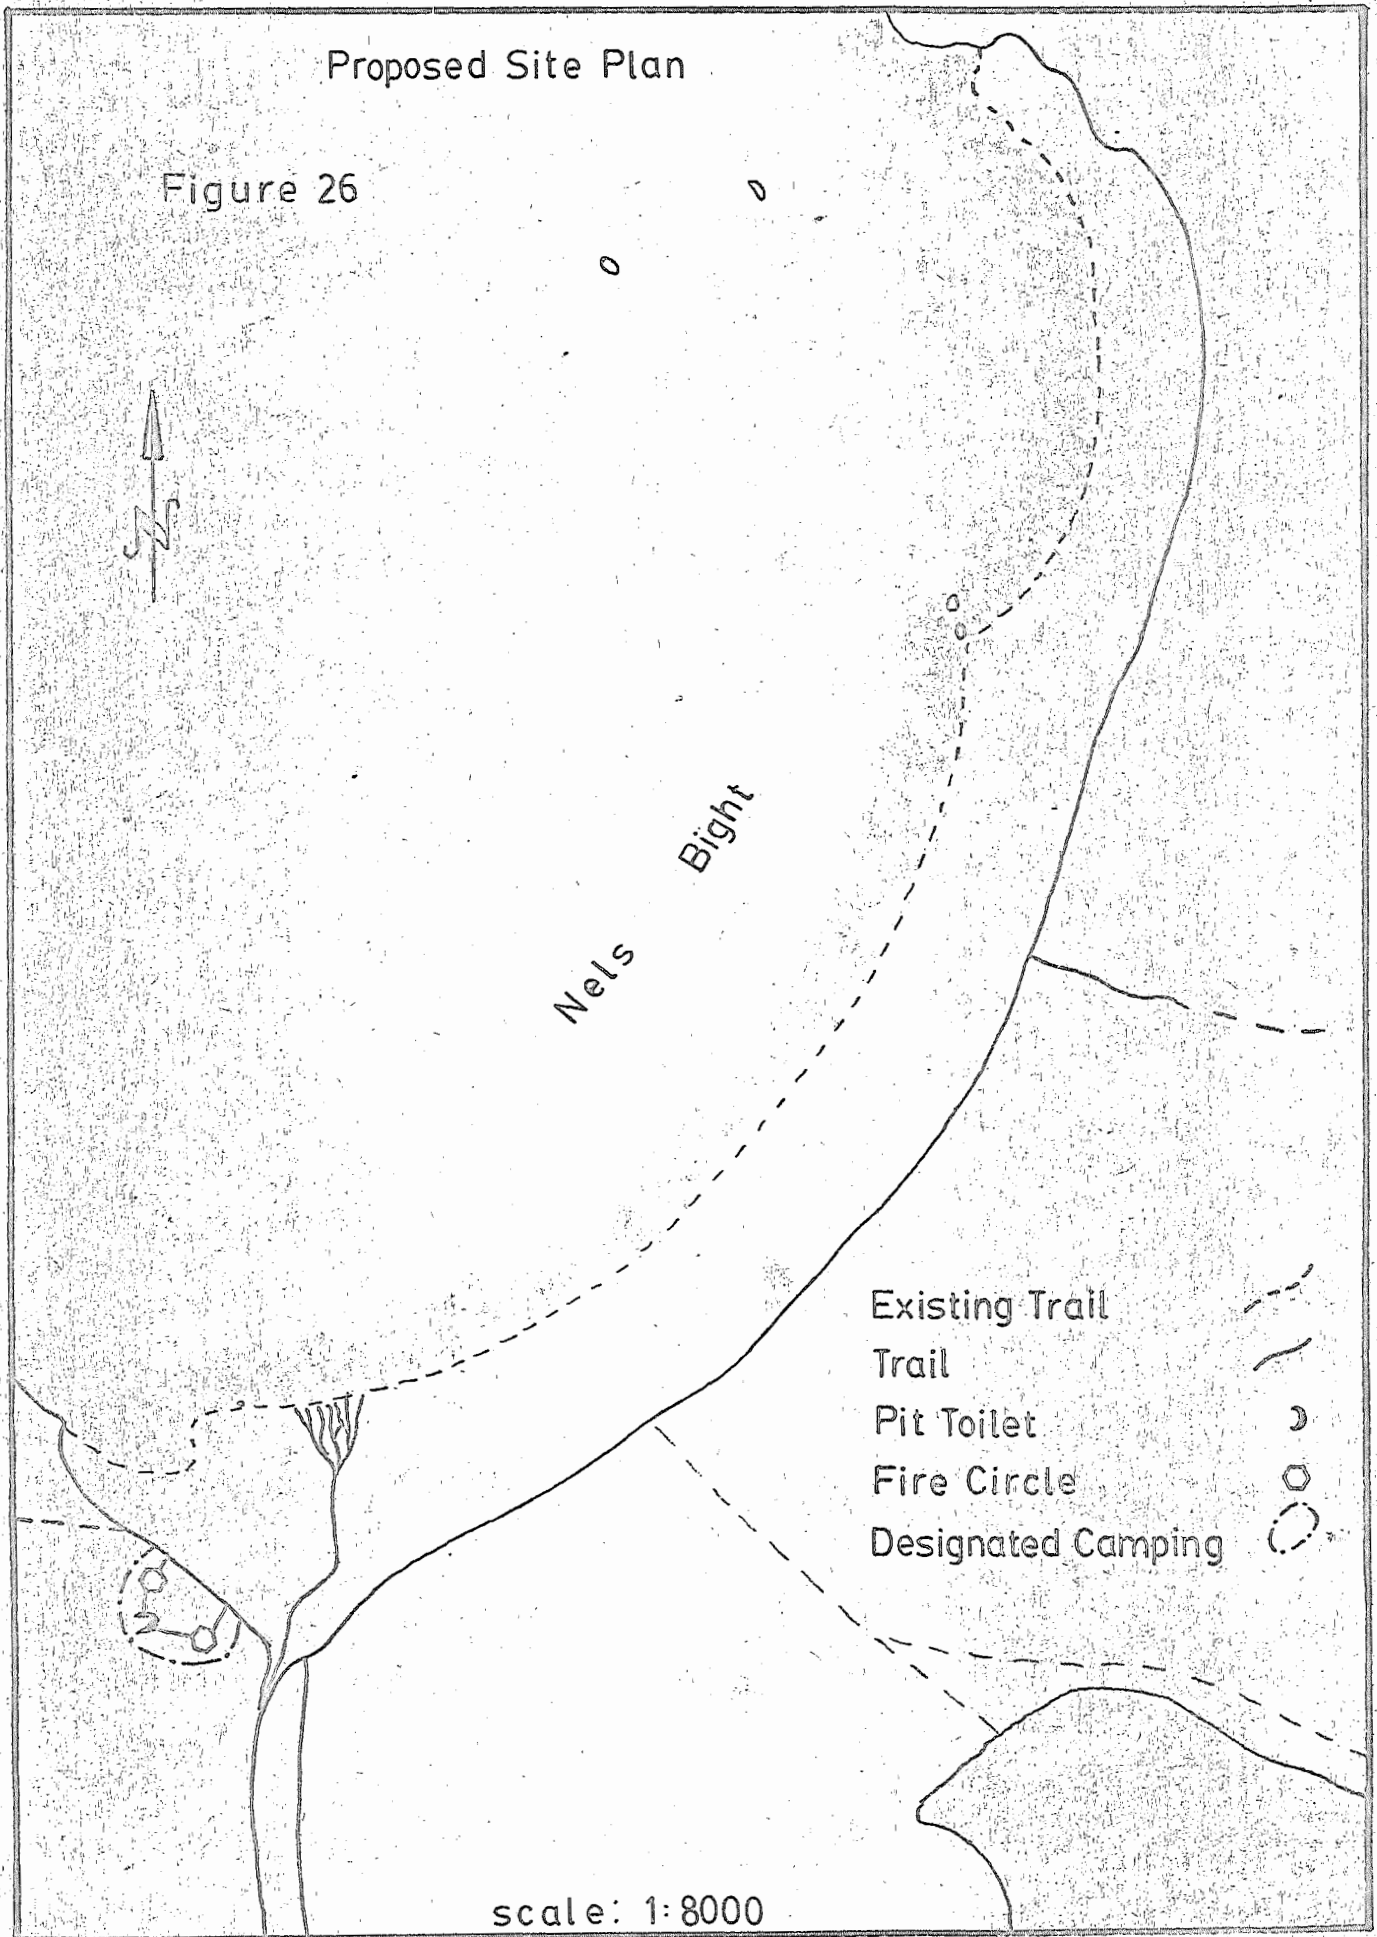 Proposed Site Plan
Figure 26
N
Nels Bight
Existing Trail
Trail
Pit Toilet
Fire Circle
Designated Camping
scale: 1:8000